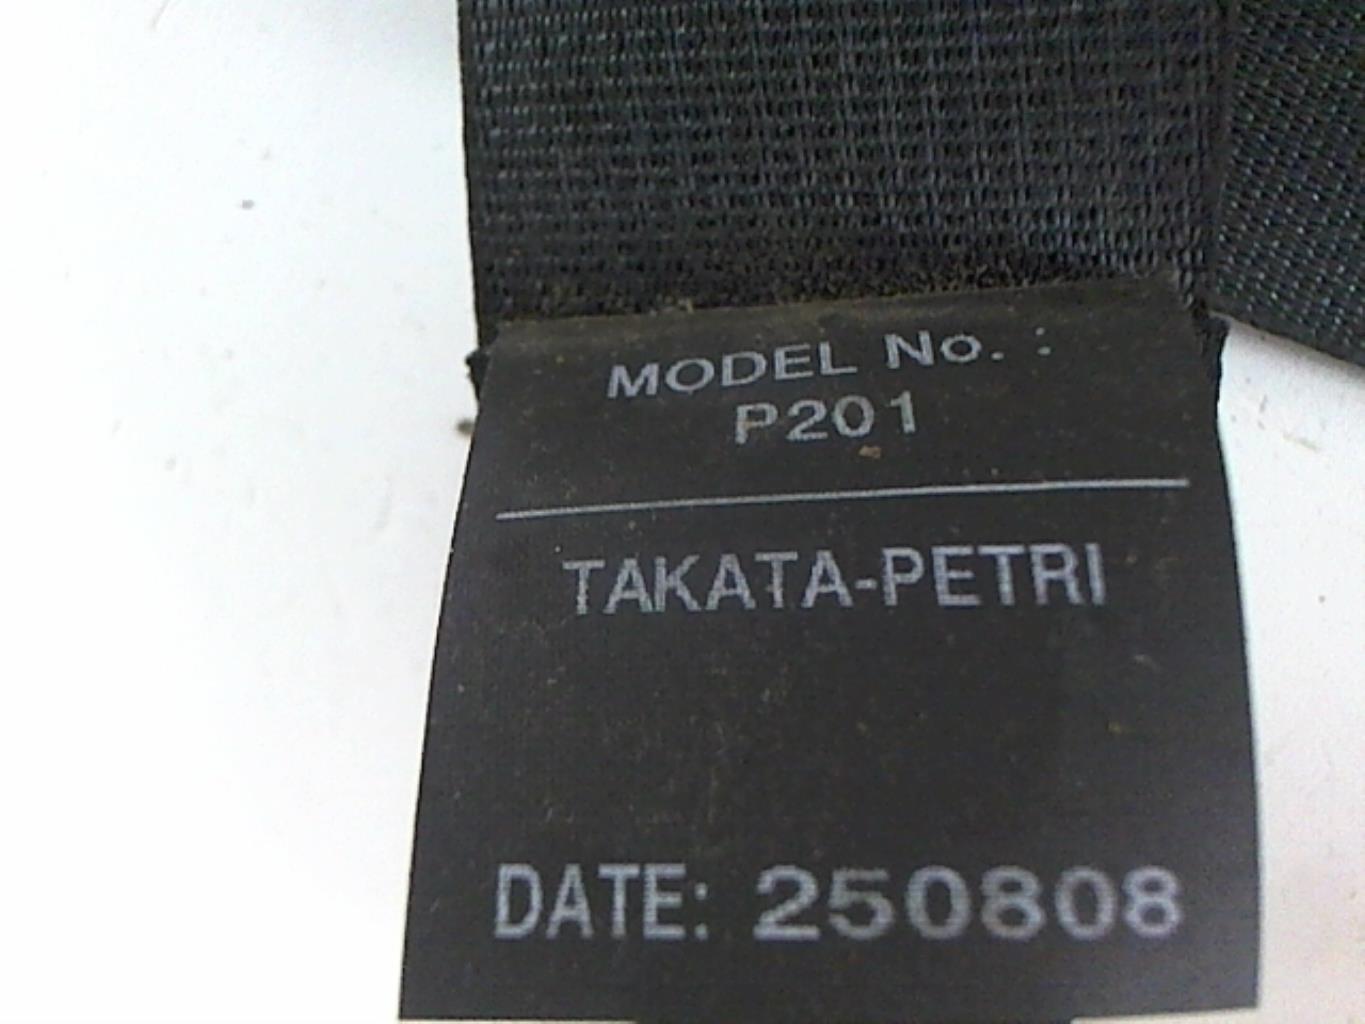 MODEL No. :
P201
TAKATA-PETRI
DATE: 250808